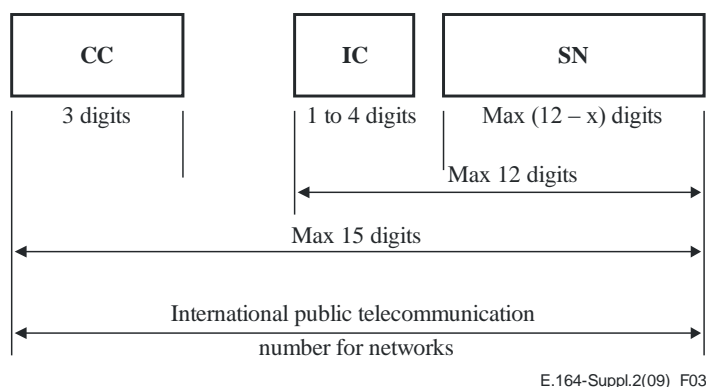 CC IC SN
3 digits 1 to 4 digits Max (12 – x) digits
Max 12 digits
Max 15 digits
International public telecommunication
number for networks
E.164-Suppl.2(09)_F03